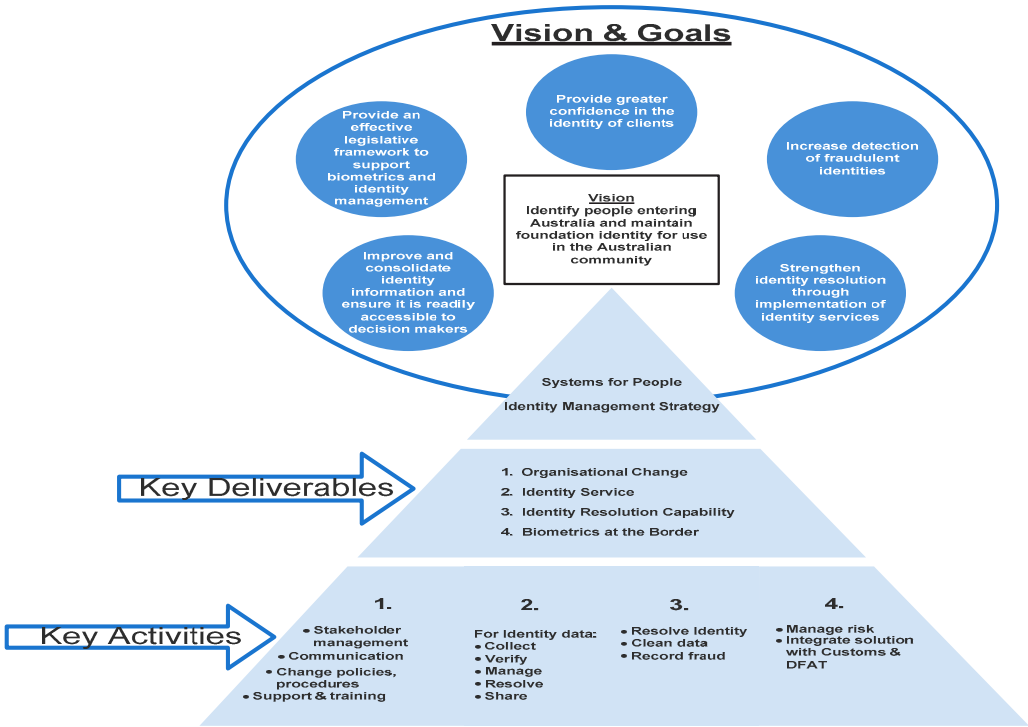 Vision & Goals
Provide greater
confidence in the
identity of clients
Provide an
effective
legislative
framework to
support
biometrics and
identity
management
Increase detection
of fraudulent
identities
Vision
Identify people entering
Australia and maintain
foundation identity for use
in the Australian
community
Improve and
consolidate
identity
information and
ensure it is readily
accessible to
decision makers
Strengthen
identity resolution
through
implementation of
identity services
Systems for People
Identity Management Strategy
Key Deliverables
1. Organisational Change
2. Identity Service
3. Identity Resolution Capability
4. Biometrics at the Border
Key Activities
1.
• Stakeholder
management
• Communication
• Change policies,
procedures
• Support & training
2.
For Identity data:
• Collect
• Verify
• Manage
• Resolve
• Share
3.
• Resolve Identity
• Clean data
• Record fraud
4.
• Manage risk
• Integrate solution
with Customs &
DFAT